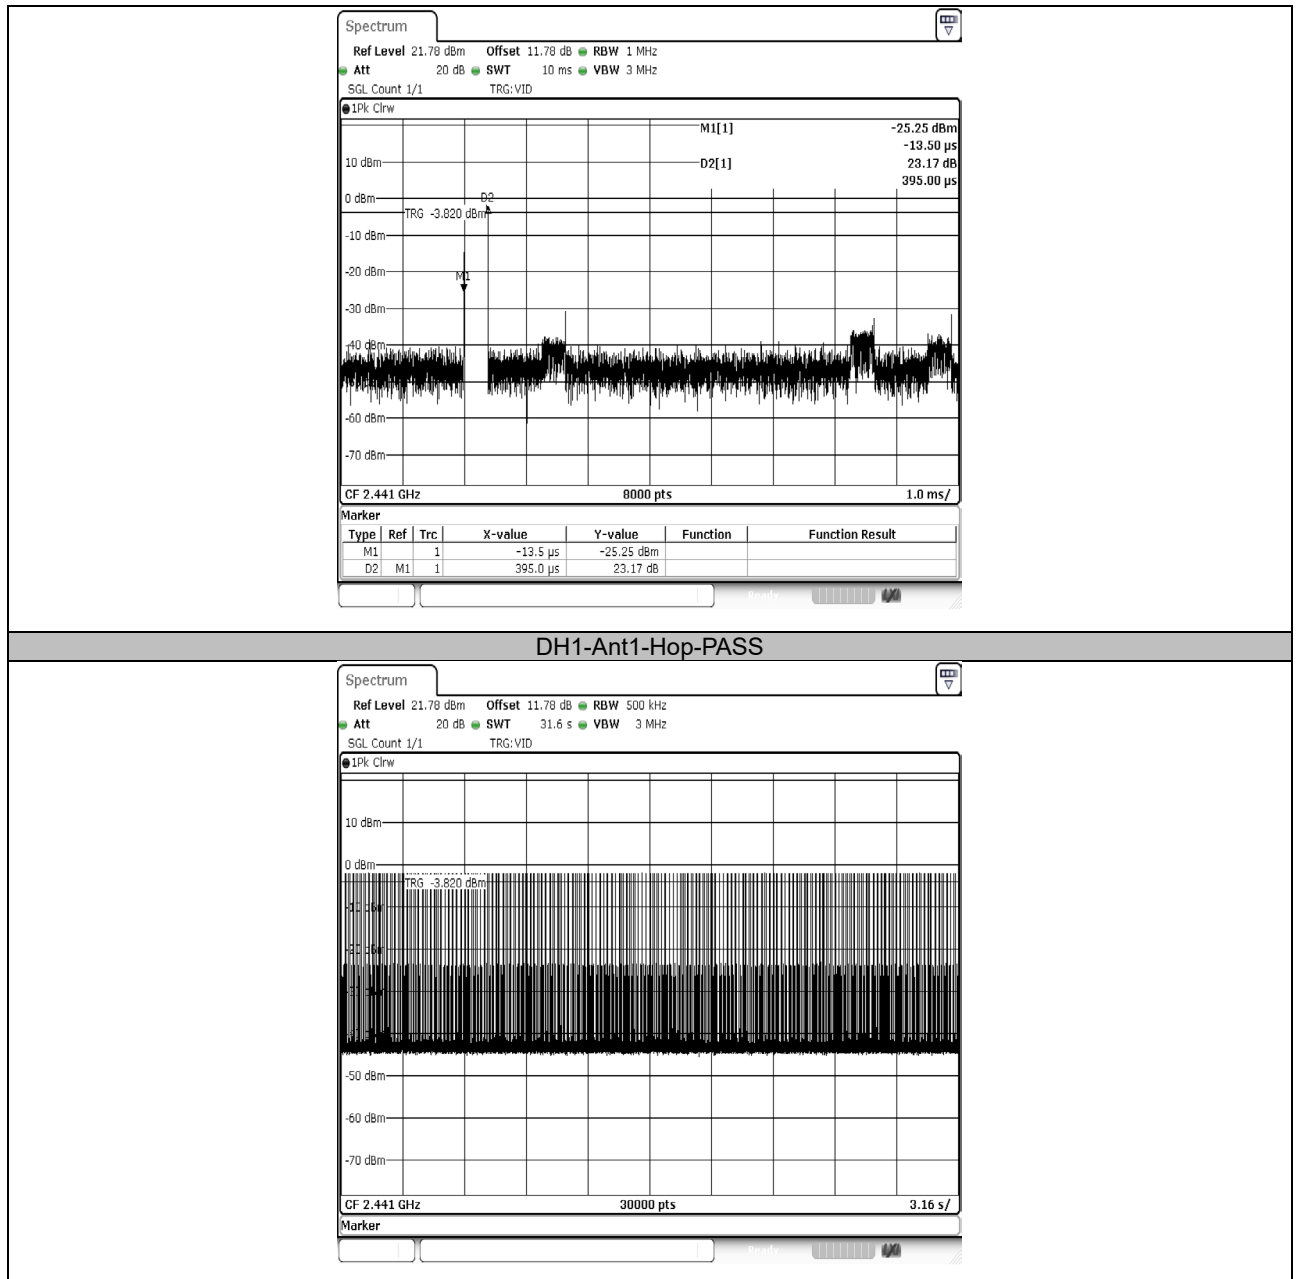 Spectrum
Ref Level 21.78 dBm Offset 11.78 dB RBW 1 MHz
Att 20 dB SWT 10 ms VBW 3 MHz
SGL Count 1/1 TRG:VID
1Pk Clrw
M1[1] -25.25 dBm
-13.50 µs
10 dBm D2[1] 23.17 dB
395.00 µs
0 dBm D2
TRG -3.820 dBm
-10 dBm
-20 dBm M1
-30 dBm
-40 dBm
-60 dBm
-70 dBm
CF 2.441 GHz 8000 pts 1.0 ms/
Marker
Type Ref Trc X-value Y-value Function Function Result
M1 1 -13.5 µs -25.25 dBm
D2 M1 1 395.0 µs 23.17 dB
Ready
DH1-Ant1-Hop-PASS
Spectrum
Ref Level 21.78 dBm Offset 11.78 dB RBW 500 kHz
Att 20 dB SWT 31.6 s VBW 3 MHz
SGL Count 1/1 TRG:VID
1Pk Clrw
10 dBm
0 dBm
TRG -3.820 dBm
-50 dBm
-60 dBm
-70 dBm
CF 2.441 GHz 30000 pts 3.16 s/
Marker
Ready